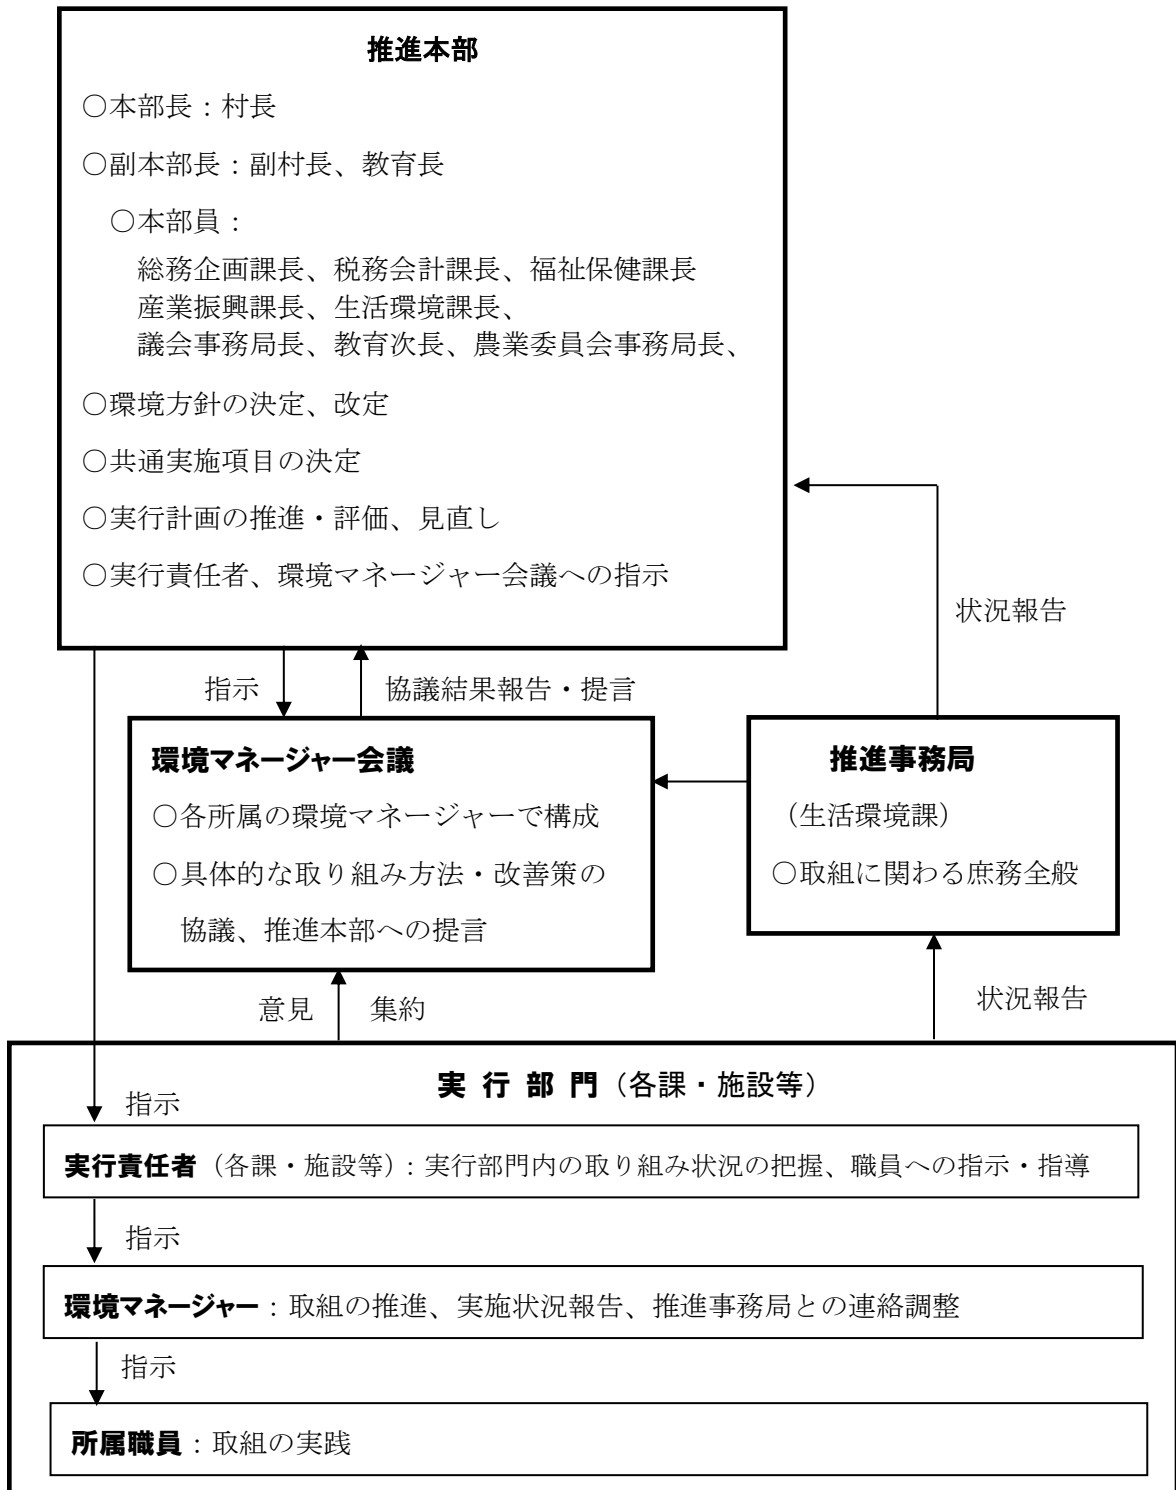 推進本部
○本部長：村長
○副本部長：副村長、教育長
○本部員：
総務企画課長、税務会計課長、福祉保健課長
産業振興課長、生活環境課長、
議会事務局長、教育次長、農業委員会事務局長、
○環境方針の決定、改定
○共通実施項目の決定
○実行計画の推進・評価、見直し
○実行責任者、環境マネージャー会議への指示
状況報告
指示
協議結果報告・提言
環境マネージャー会議
○各所属の環境マネージャーで構成
○具体的な取り組み方法・改善策の
協議、推進本部への提言
推進事務局
（生活環境課）
○取組に関わる庶務全般
意見　集約
状況報告
実 行 部 門（各課・施設等）
指示
実行責任者（各課・施設等）：実行部門内の取り組み状況の把握、職員への指示・指導
指示
環境マネージャー：取組の推進、実施状況報告、推進事務局との連絡調整
指示
所属職員：取組の実践